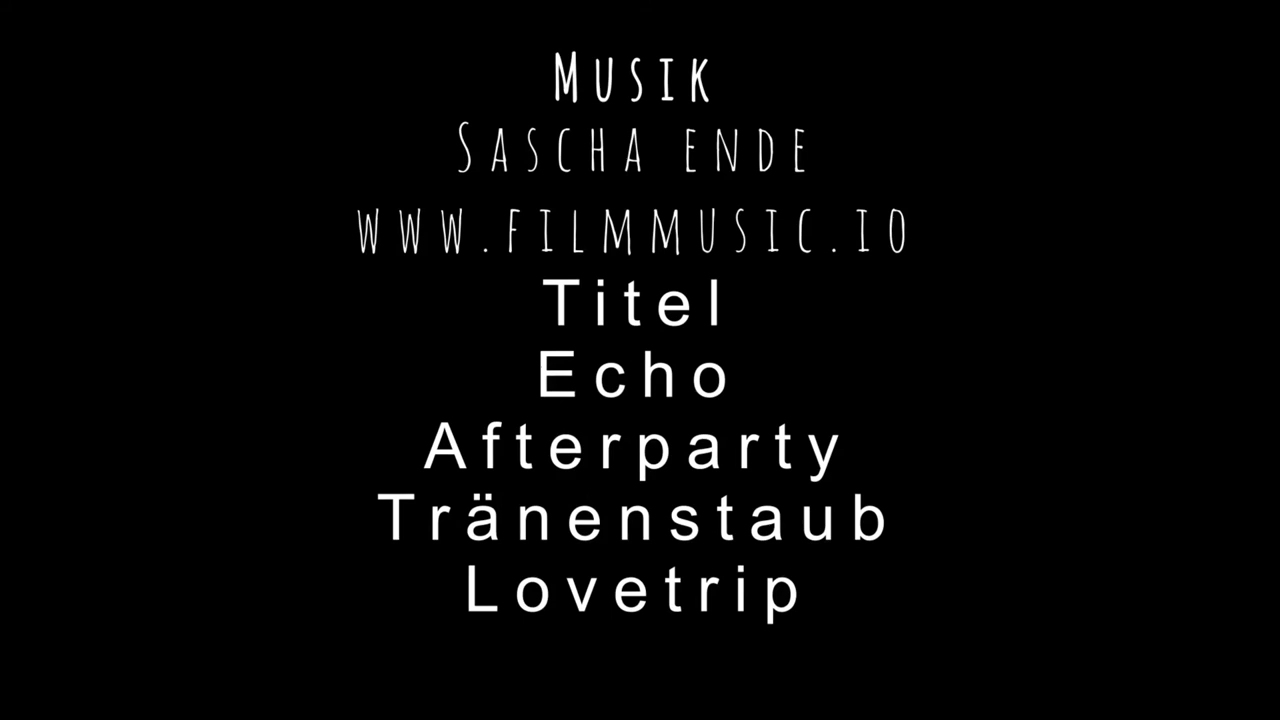 Musik
Sascha Ende
www.filmmusic.io
Titel
Echo
Afterparty
Tränenstaub
Lovetrip